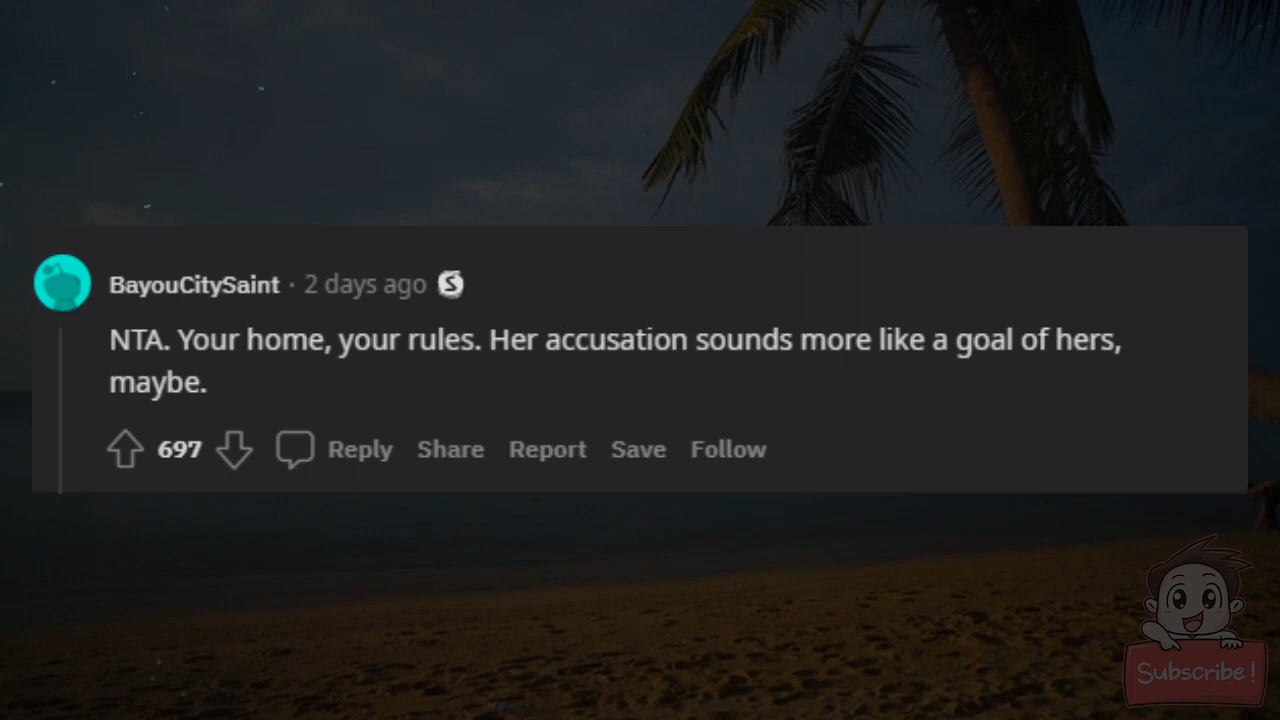 BayouCitySaint · 2 days ago
NTA. Your home, your rules. Her accusation sounds more like a goal of hers,
maybe.
697 Reply Share Report Save Follow
Subscribe!